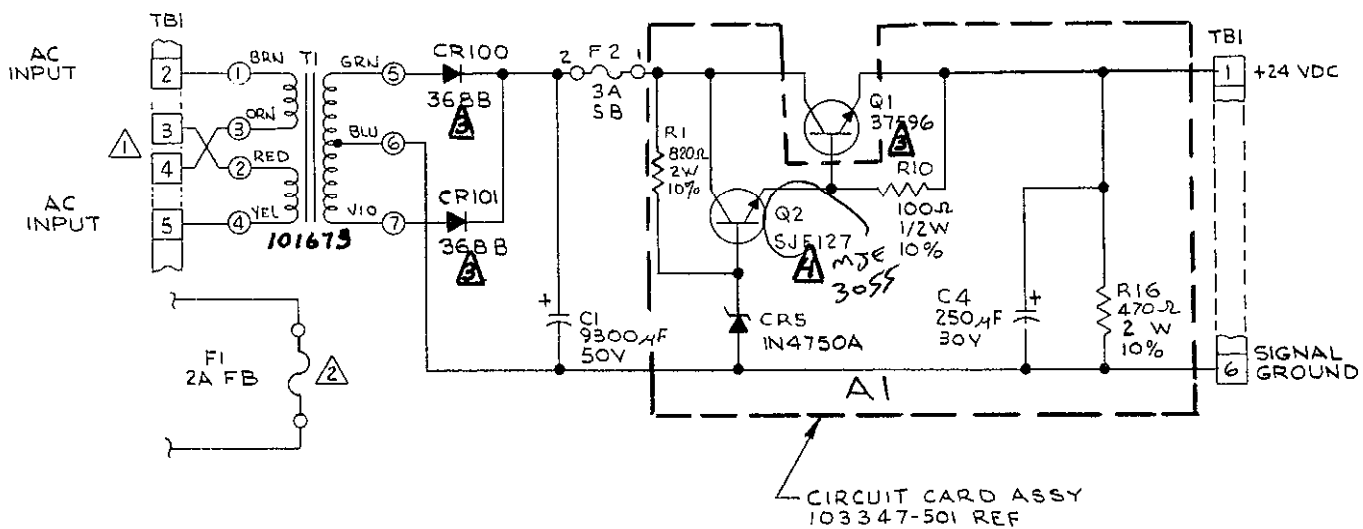 TB1
AC
INPUT
2
3
4
5
AC
INPUT
1
1
3
2
4
BRN
ORN
RED
YEL
T1
101673
GRN
BLU
VIO
5
6
7
CR100
368B
3
CR101
368B
3
2
F2
1
3A
SB
C1
9300µF
50V
+
R1
820Ω
2W
10%
Q1
37596
3
Q2
SJE127
4
MJE
3055
R10
100Ω
1/2W
10%
CR5
1N4750A
C4
250µF
30V
+
R16
470Ω
2 W
10%
TB1
1
+24 VDC
6
SIGNAL
GROUND
A1
F1
2A FB
2
CIRCUIT CARD ASSY
103347-501 REF